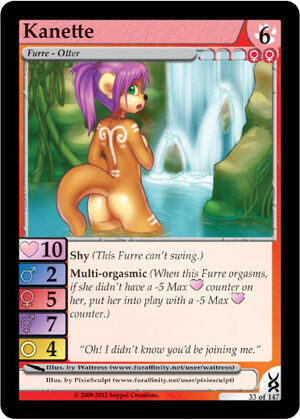 Kanette
6
Furre - Otter
10
2
5
7
4
Shy (This Furre can't swing.)
Multi-orgasmic (When this Furre orgasms,
if she didn't have a -5 Max counter on
her, put her into play with a -5 Max
counter.)
"Oh! I didn't know you'd be joining me."
Illus. by Waitress (www.furaffinity.net/user/waitress)
Illus. by PixieSculpt (www.furaffinity.net/user/pixiesculpt)
© 2009-2012 Seppel Creations.
33 of 147